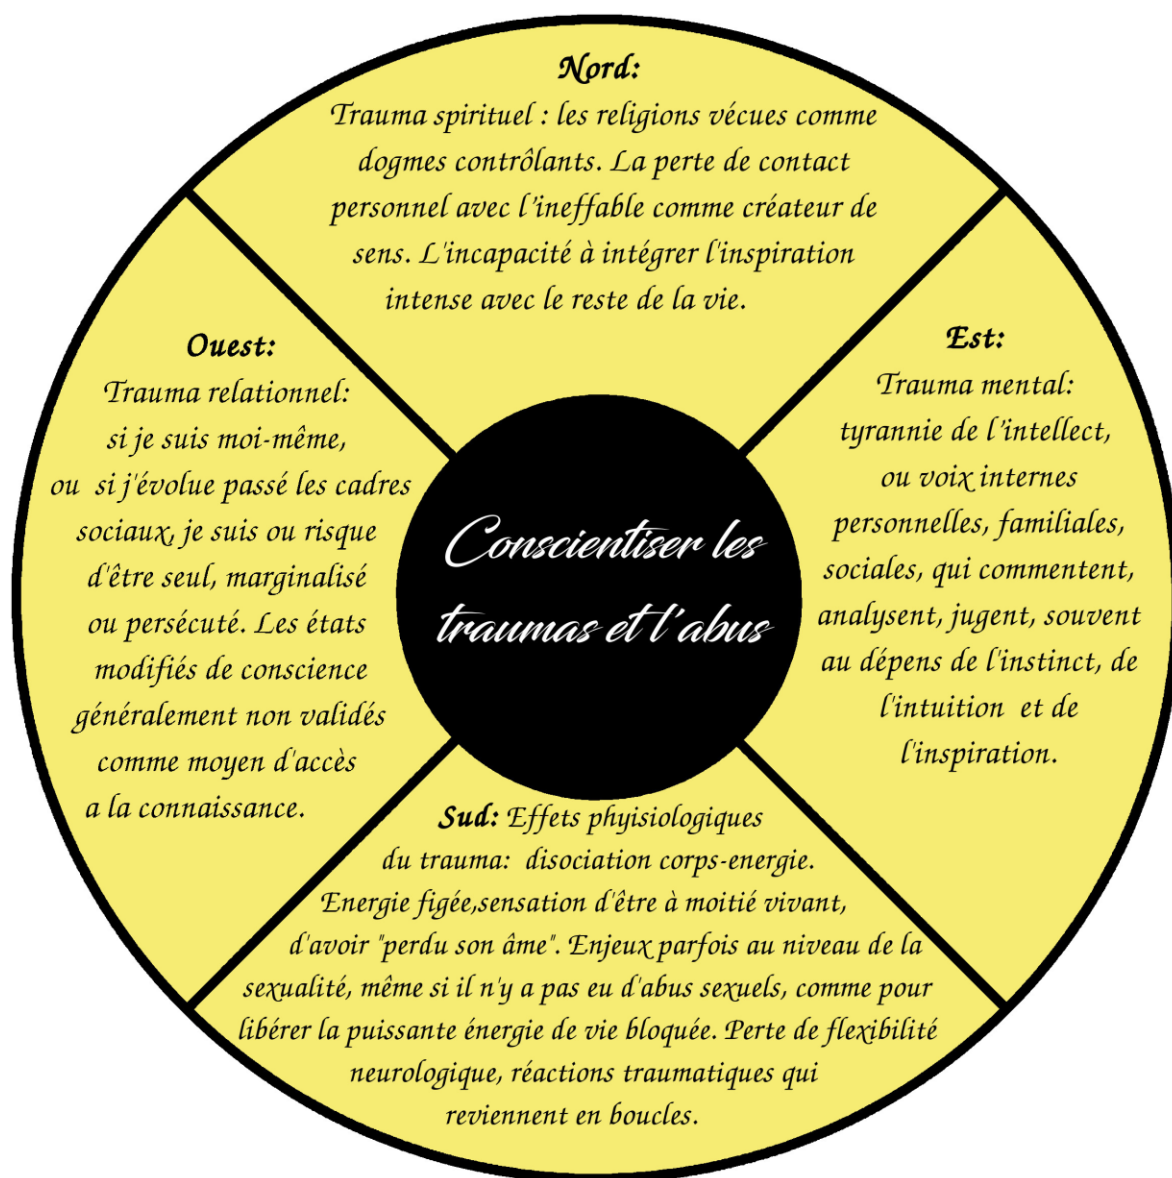 Nord:
Trauma spirituel : les religions vécues comme
dogmes contrôlants. La perte de contact
personnel avec l'ineffable comme créateur de
sens. L'incapacité à intégrer l'inspiration
intense avec le reste de la vie.
Ouest:
Trauma relationnel:
si je suis moi-même,
ou si j'évolue passé les cadres
sociaux, je suis ou risque
d'être seul, marginalisé
ou persécuté. Les états
modifiés de conscience
généralement non validés
comme moyen d'accès
a la connaissance.
Conscientiser les
traumas et l'abus
Est:
Trauma mental:
tyrannie de l'intellect,
ou voix internes
personnelles, familiales,
sociales, qui commentent,
analysent, jugent, souvent
au dépens de l'instinct, de
l'intuition et de
l'inspiration.
Sud: Effets phyisiologiques
du trauma: disociation corps-energie.
Energie figée,sensation d'être à moitié vivant,
d'avoir "perdu son âme". Enjeux parfois au niveau de la
sexualité, même si il n'y a pas eu d'abus sexuels, comme pour
libérer la puissante énergie de vie bloquée. Perte de flexibilité
neurologique, réactions traumatiques qui
reviennent en boucles.